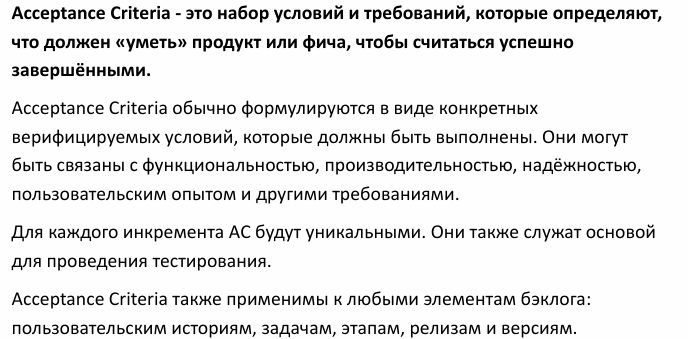 Acceptance Criteria - это набор условий и требований, которые определяют,
что должен «уметь» продукт или фича, чтобы считаться успешно
завершёнными.
Acceptance Criteria обычно формулируются в виде конкретных
верифицируемых условий, которые должны быть выполнены. Они могут
быть связаны с функциональностью, производительностью, надёжностью,
пользовательским опытом и другими требованиями.
Для каждого инкремента AC будут уникальными. Они также служат основой
для проведения тестирования.
Acceptance Criteria также применимы к любыми элементам бэклога:
пользовательским историям, задачам, этапам, релизам и версиям.